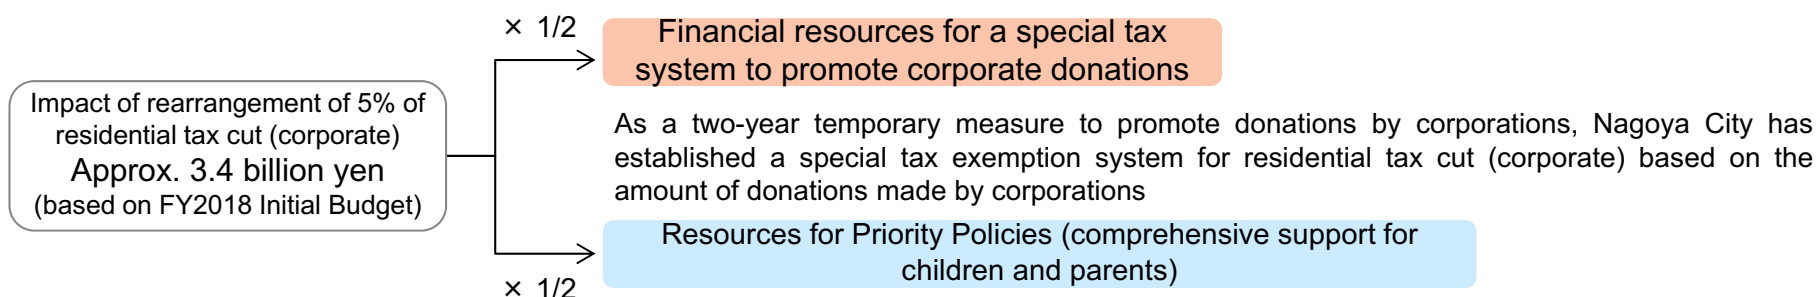 × 1/2
Financial resources for a special tax
system to promote corporate donations
Impact of rearrangement of 5% of
residential tax cut (corporate)
Approx. 3.4 billion yen
(based on FY2018 Initial Budget)
As a two-year temporary measure to promote donations by corporations, Nagoya City has
established a special tax exemption system for residential tax cut (corporate) based on the
amount of donations made by corporations
Resources for Priority Policies (comprehensive support for
children and parents)
× 1/2